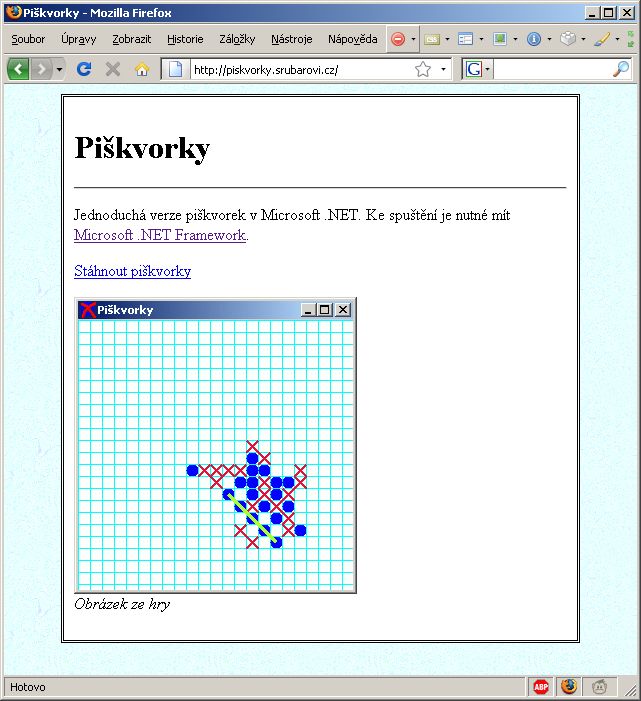 Piškvorky - Mozilla Firefox
Soubor Úpravy Zobrazit Historie Záložky Nástroje Nápověda
http://piskvorky.srubarovi.cz/ G
Piškvorky
Jednoduchá verze piškvorek v Microsoft .NET. Ke spuštění je nutné mít
Microsoft .NET Framework.
Stáhnout piškvorky
Piškvorky
Obrázek ze hry
Hotovo ABP